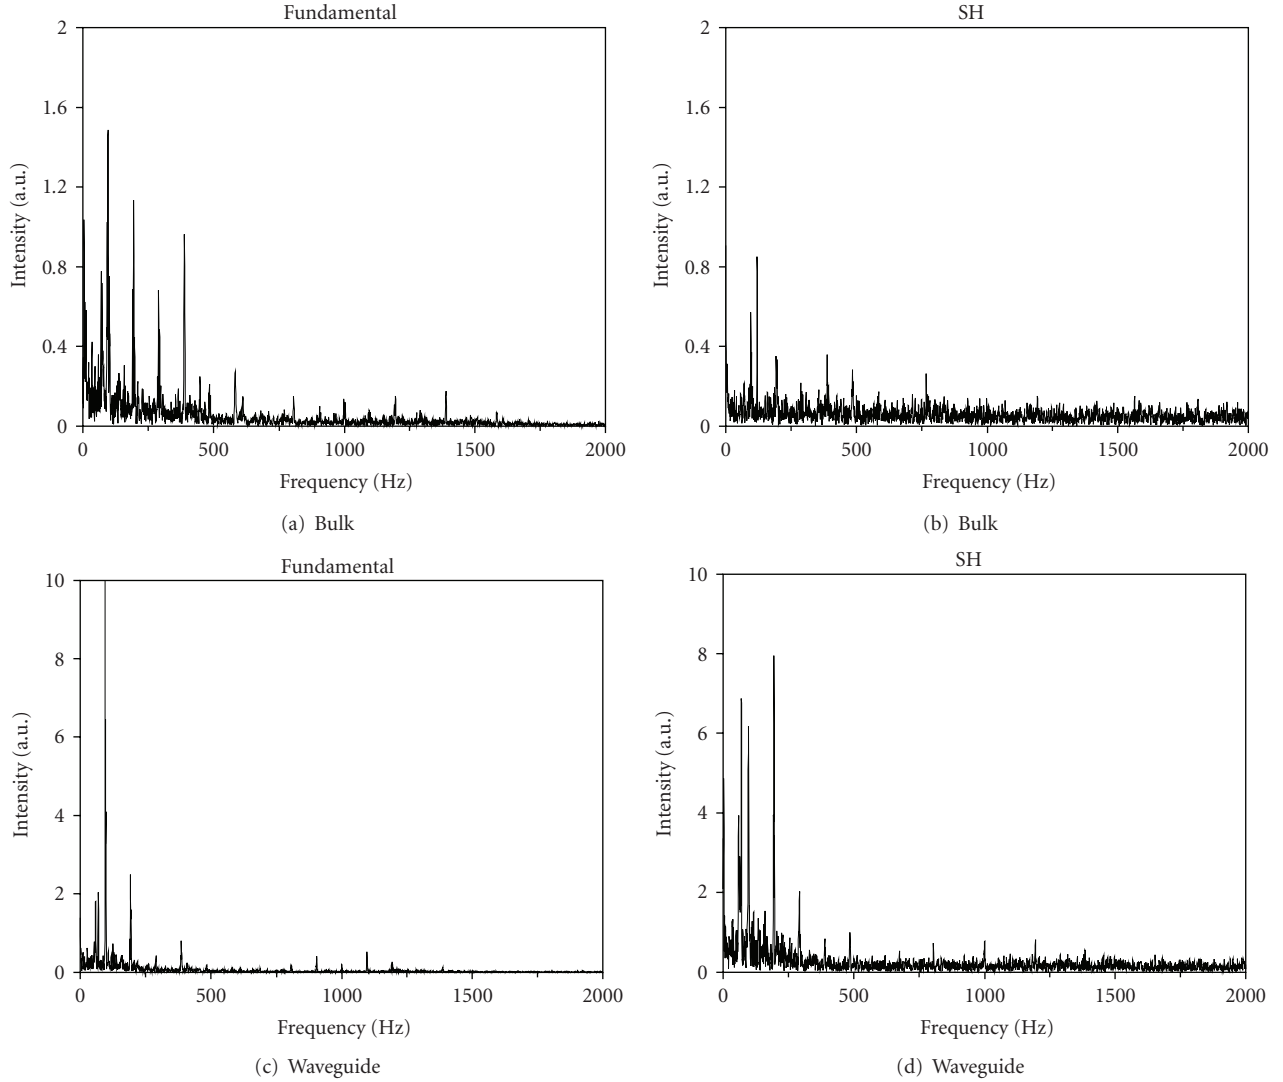 Fundamental
2
1.6
1.2
0.8
0.4
0
Intensity (a.u.)
0 500 1000 1500 2000
Frequency (Hz)
(a) Bulk
SH
2
1.6
1.2
0.8
0.4
0
Intensity (a.u.)
0 500 1000 1500 2000
Frequency (Hz)
(b) Bulk
Fundamental
10
8
6
4
2
0
Intensity (a.u.)
0 500 1000 1500 2000
Frequency (Hz)
(c) Waveguide
SH
10
8
6
4
2
0
Intensity (a.u.)
0 500 1000 1500 2000
Frequency (Hz)
(d) Waveguide